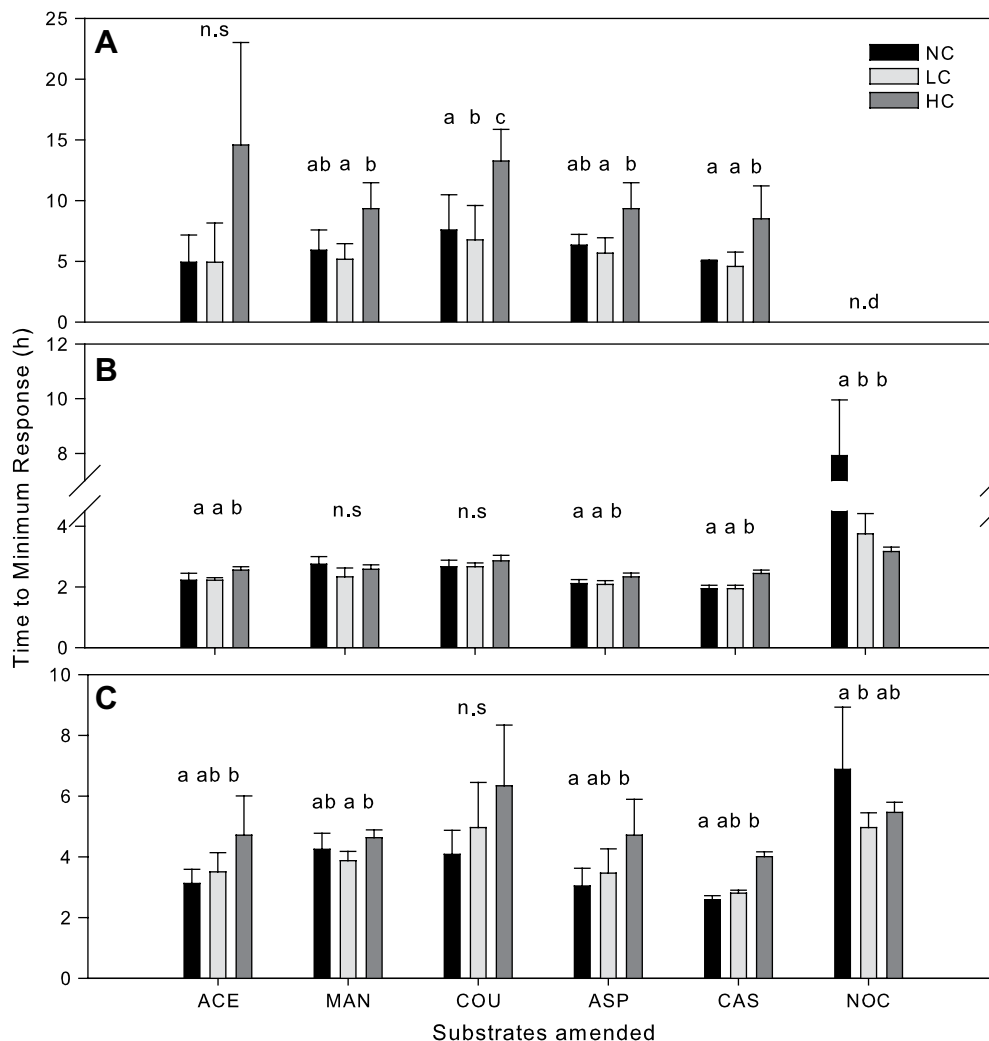 A
n.s
NC
LC
HC
25
20
15
10
5
0
ab a b
a b c
ab a b
a a b
n.d
Time to Minimum Response (h)
B
12
10
8
4
2
0
a a b
n.s
n.s
a a b
a a b
a b b
C
10
8
6
4
2
0
a ab b
ab a b
n.s
a ab b
a ab b
a b ab
ACE MAN COU ASP CAS NOC
Substrates amended